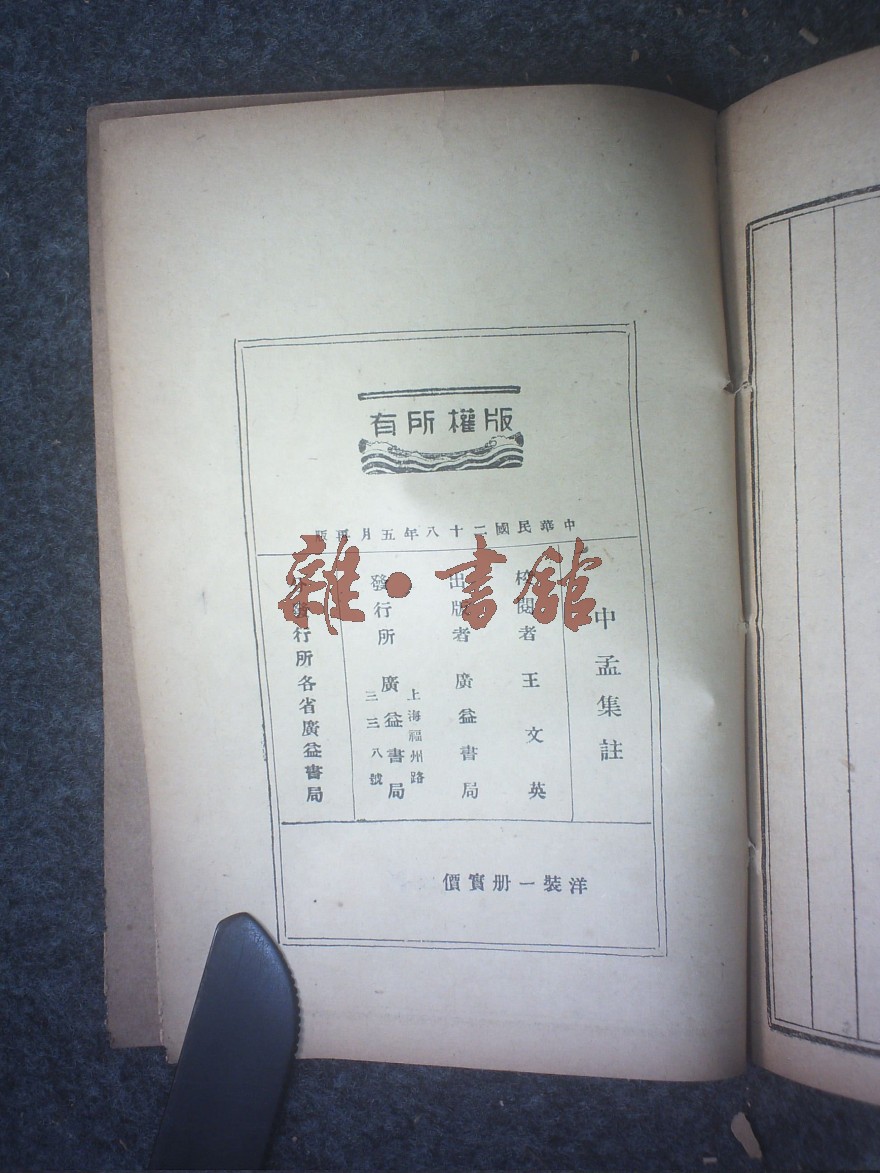 版權所有
中華民國二十八年五月再版
中孟集註
校閱者 王文英
出版者 廣益書局
發行所 廣益書局
上海福州路
三三八號
發行所各省廣益書局
洋裝一册實價
雜·書館